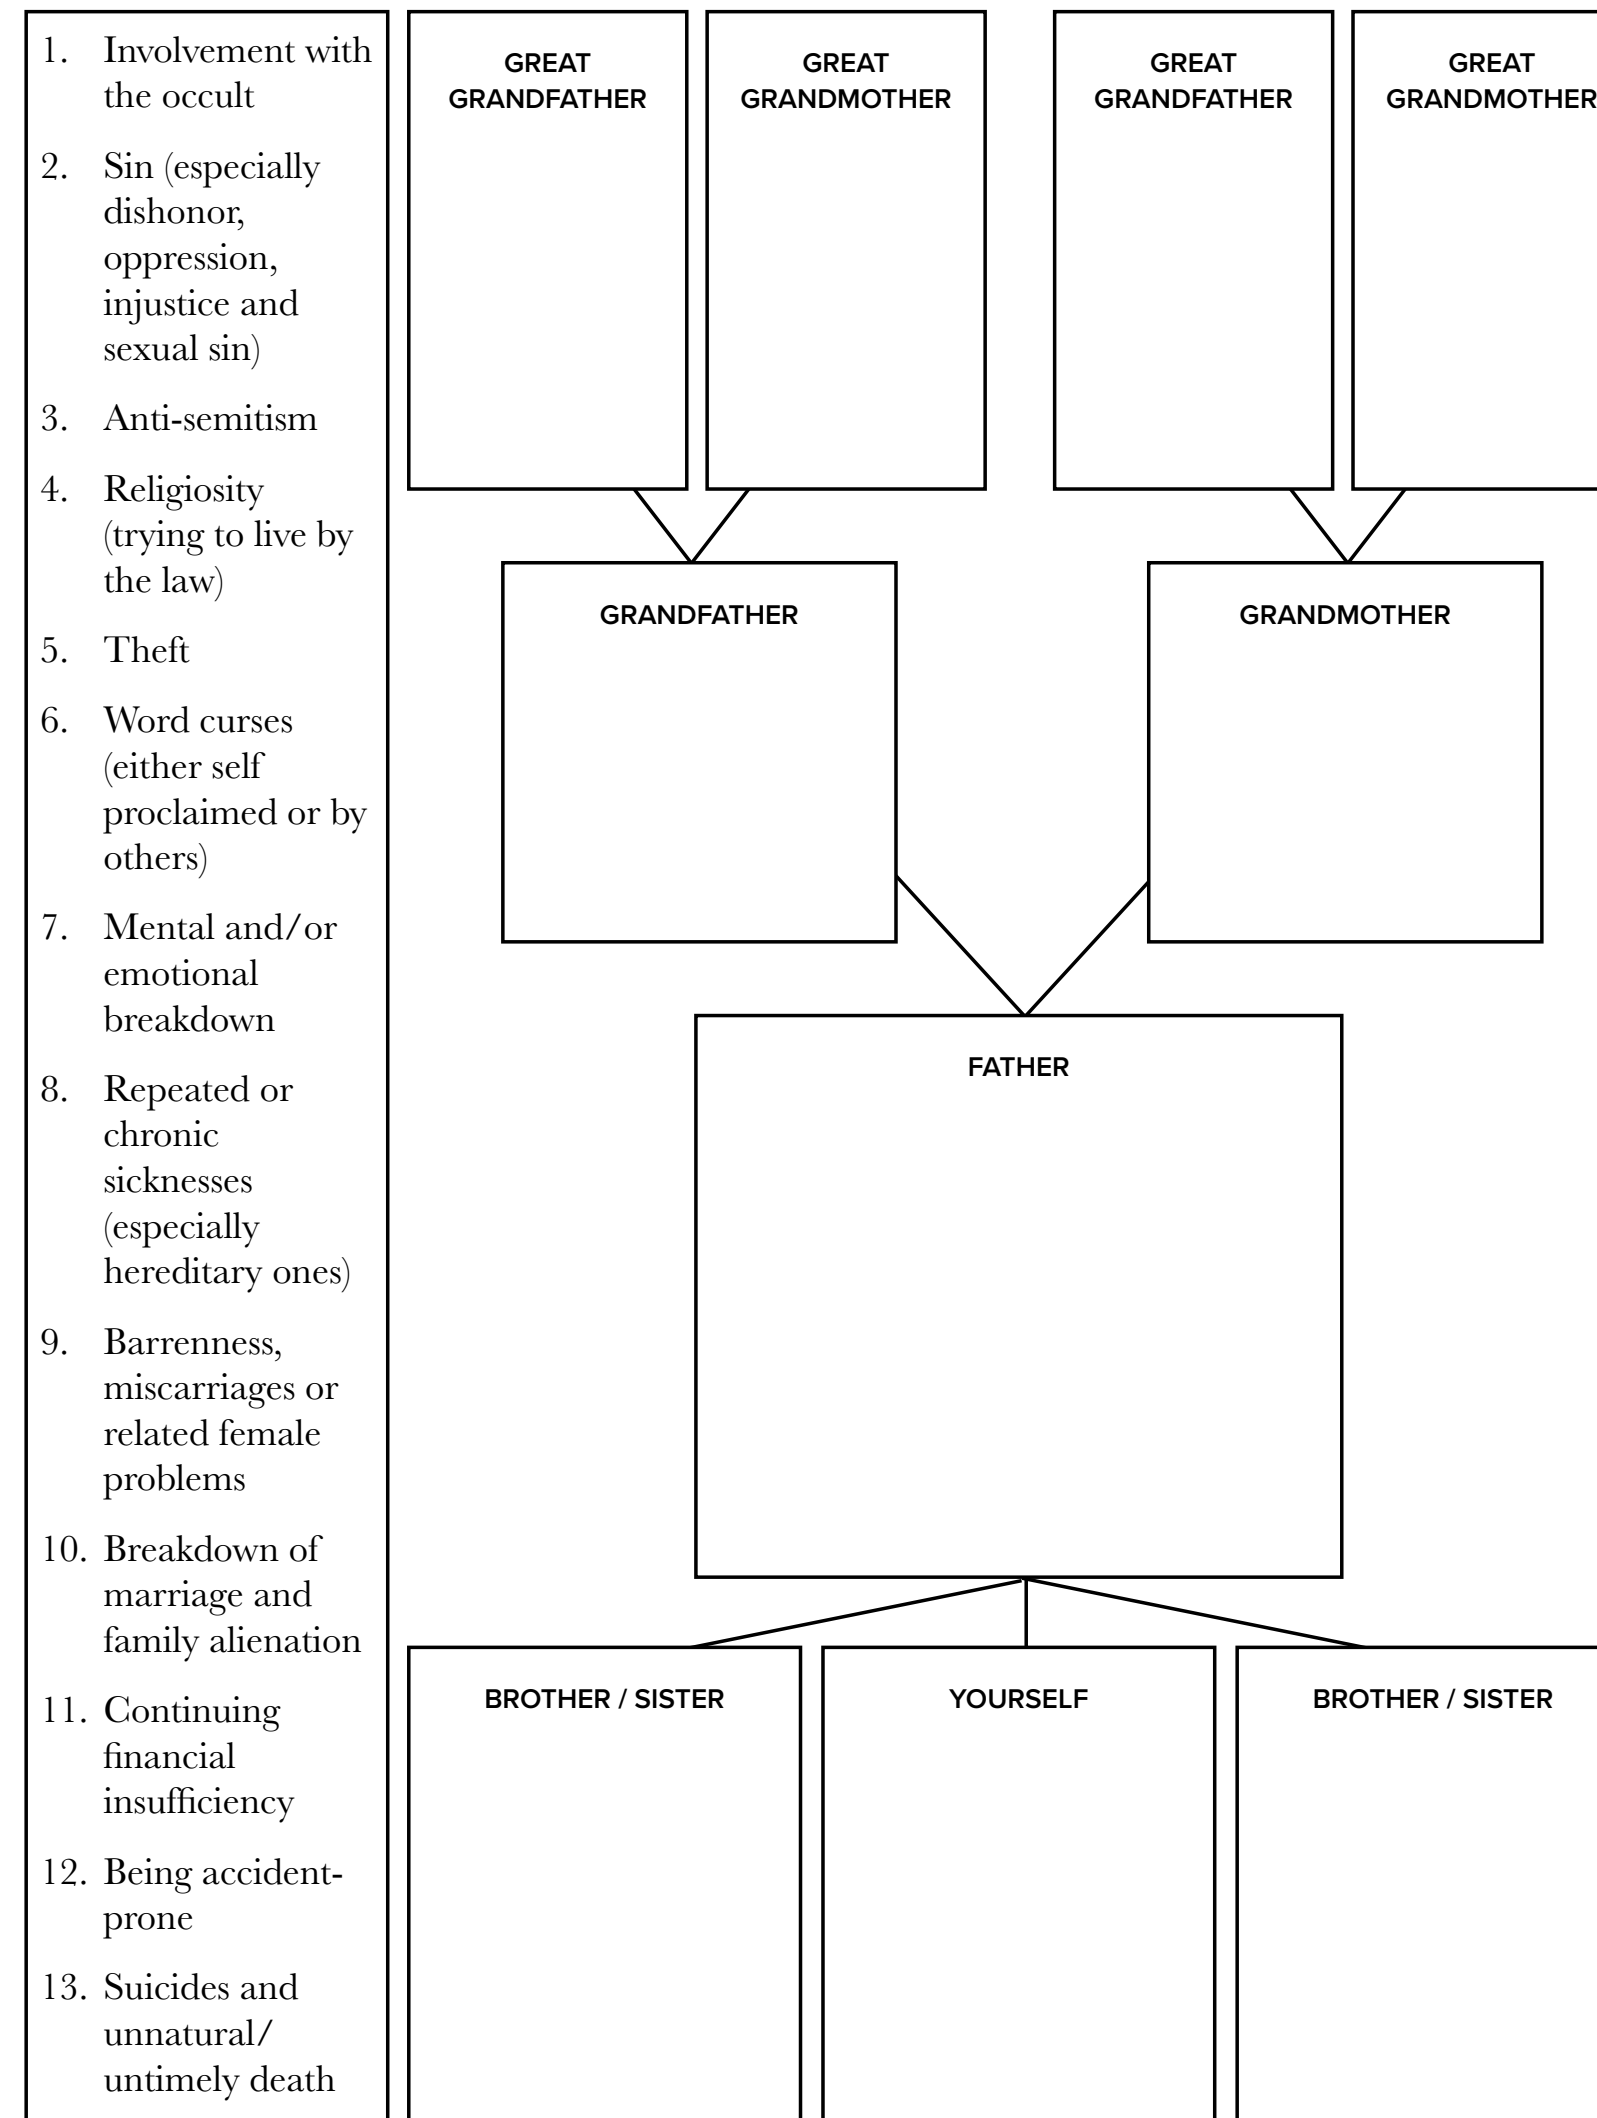 1. Involvement with
the occult
2. Sin (especially
dishonor,
oppression,
injustice and
sexual sin)
3. Anti-semitism
4. Religiosity
(trying to live by
the law)
5. Theft
6. Word curses
(either self
proclaimed or by
others)
7. Mental and/or
emotional
breakdown
8. Repeated or
chronic
sicknesses
(especially
hereditary ones)
9. Barrenness,
miscarriages or
related female
problems
10. Breakdown of
marriage and
family alienation
11. Continuing
financial
insufficiency
12. Being accident-
prone
13. Suicides and
unnatural/
untimely death
GREAT
GRANDFATHER
GREAT
GRANDMOTHER
GREAT
GRANDFATHER
GREAT
GRANDMOTHER
GRANDFATHER
GRANDMOTHER
FATHER
BROTHER / SISTER
YOURSELF
BROTHER / SISTER